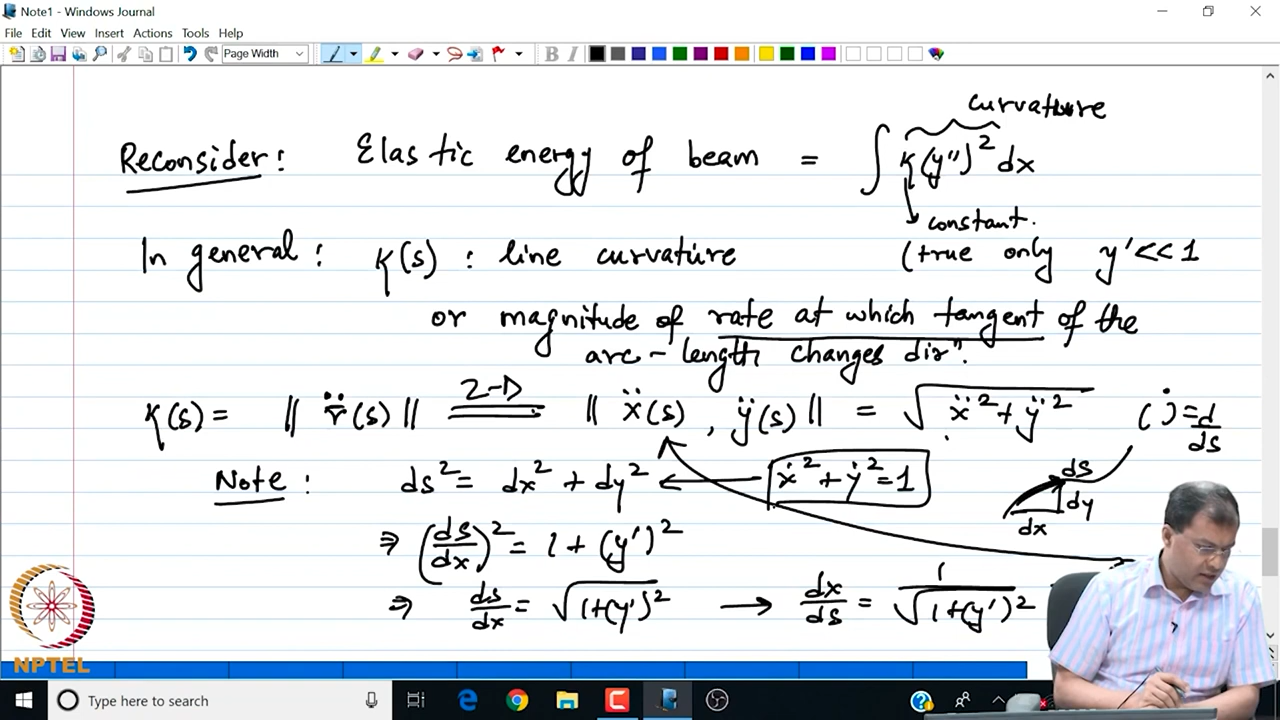 Note1 - Windows Journal
File Edit View Insert Actions Tools Help
Page Width B I
curvature
Reconsider: Elastic energy of beam = ∫ K(y'')² dx
constant.
In general: K(s) : line curvature (true only y' << 1
or magnitude of rate at which tangent of the
arc-length changes dirⁿ.
K(s) = || r̈(s) || 2-D || ẍ(s), ÿ(s) || = √(ẍ² + ÿ²) (˙) = d/ds
Note: ds² = dx² + dy² ← ẋ² + ẏ² = 1 ds
dy
dx
⇒ (ds/dx)² = 1 + (y')²
⇒ ds/dx = √(1+(y')²) → dx/ds = 1/√(1+(y')²)
NPTEL
Type here to search